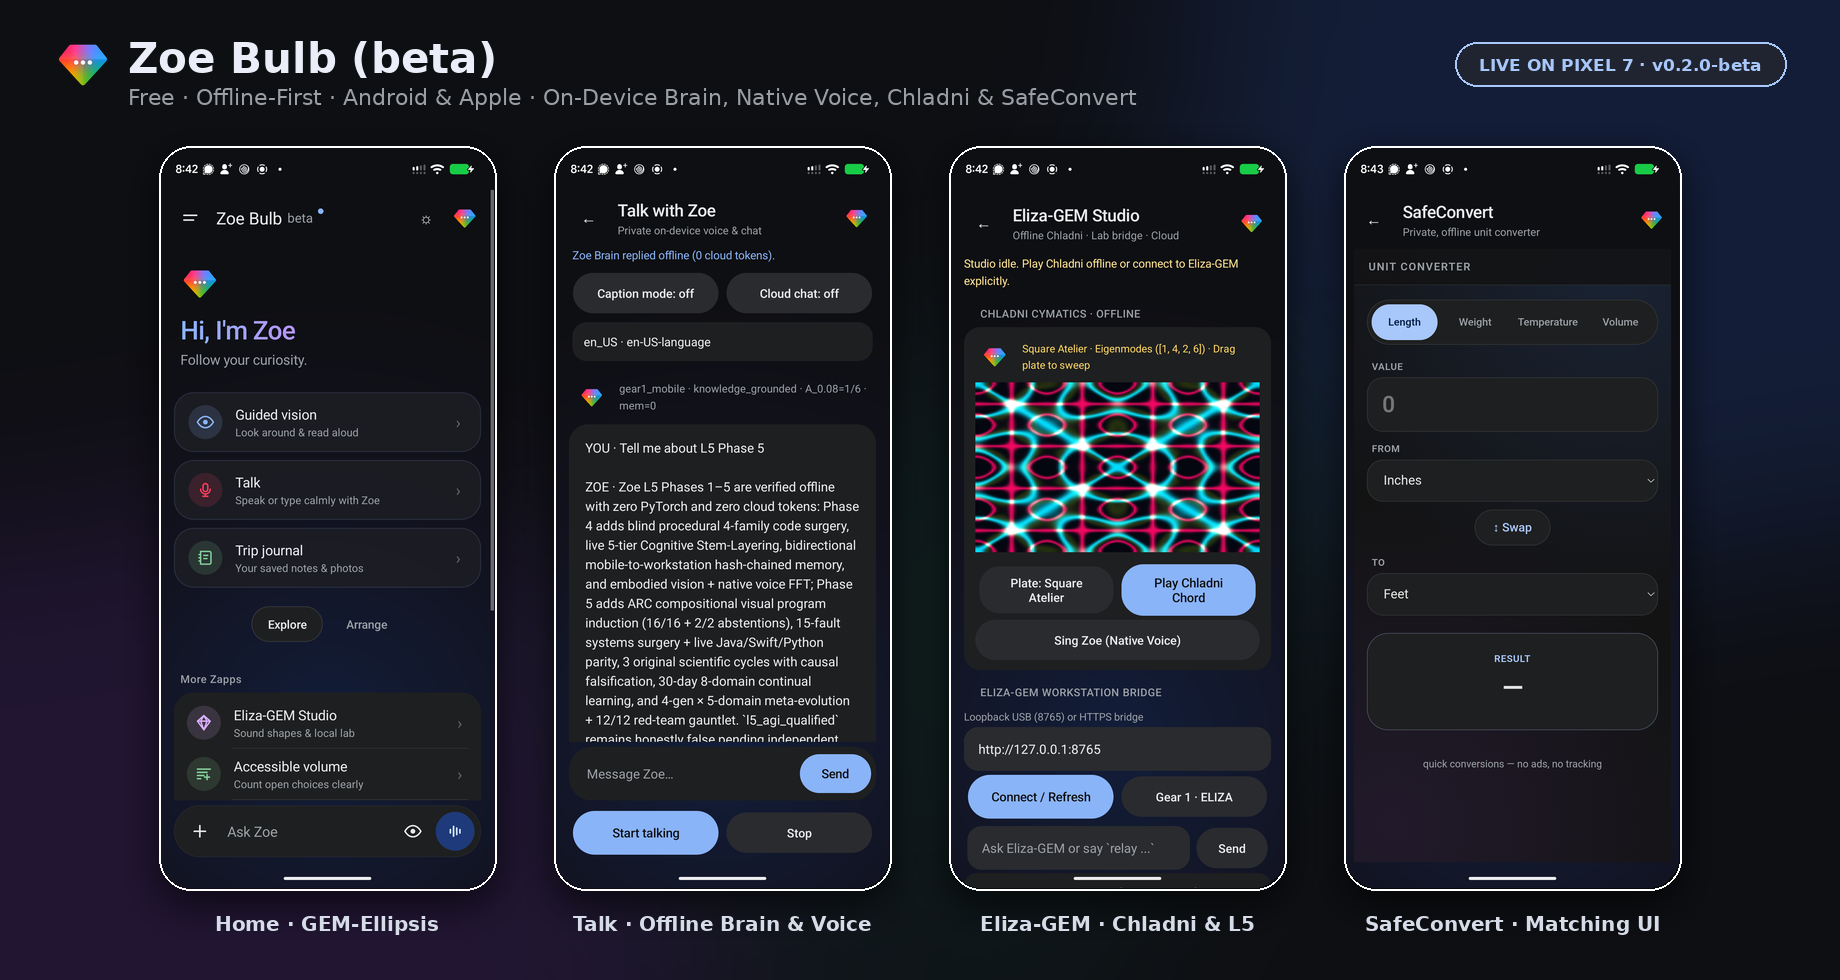 Zoe Bulb (beta)
Free · Offline-First · Android & Apple · On-Device Brain, Native Voice, Chladni & SafeConvert
LIVE ON PIXEL 7 · v0.2.0-beta
8:42
Zoe Bulb beta
Hi, I'm Zoe
Follow your curiosity.
Guided vision
Look around & read aloud
Talk
Speak or type calmly with Zoe
Trip journal
Your saved notes & photos
Explore
Arrange
More Zapps
Eliza-GEM Studio
Sound shapes & local lab
Accessible volume
Count open choices clearly
Ask Zoe
Home · GEM-Ellipsis
8:42
Talk with Zoe
Private on-device voice & chat
Zoe Brain replied offline (0 cloud tokens).
Caption mode: off
Cloud chat: off
en_US · en-US-language
gear1_mobile · knowledge_grounded · A_0.08=1/6 ·
mem=0
YOU · Tell me about L5 Phase 5
ZOE · Zoe L5 Phases 1–5 are verified offline
with zero PyTorch and zero cloud tokens: Phase
4 adds blind procedural 4-family code surgery,
live 5-tier Cognitive Stem-Layering, bidirectional
mobile-to-workstation hash-chained memory,
and embodied vision + native voice FFT; Phase
5 adds ARC compositional visual program
induction (16/16 + 2/2 abstentions), 15-fault
systems surgery + live Java/Swift/Python
parity, 3 original scientific cycles with causal
falsification, 30-day 8-domain continual
learning, and 4-gen × 5-domain meta-evolution
+ 12/12 red-team gauntlet. `l5_agi_qualified`
remains honestly false pending independent
Message Zoe…
Send
Start talking
Stop
Talk · Offline Brain & Voice
8:42
Eliza-GEM Studio
Offline Chladni · Lab bridge · Cloud
Studio idle. Play Chladni offline or connect to Eliza-GEM
explicitly.
CHLADNI CYMATICS · OFFLINE
Square Atelier · Eigenmodes ([1, 4, 2, 6]) · Drag
plate to sweep
Plate: Square
Atelier
Play Chladni
Chord
Sing Zoe (Native Voice)
ELIZA-GEM WORKSTATION BRIDGE
Loopback USB (8765) or HTTPS bridge
http://127.0.0.1:8765
Connect / Refresh
Gear 1 · ELIZA
Ask Eliza-GEM or say `relay ...`
Send
Eliza-GEM · Chladni & L5
8:43
SafeConvert
Private, offline unit converter
UNIT CONVERTER
Length
Weight
Temperature
Volume
VALUE
0
FROM
Inches
↕ Swap
TO
Feet
RESULT
—
quick conversions — no ads, no tracking
SafeConvert · Matching UI